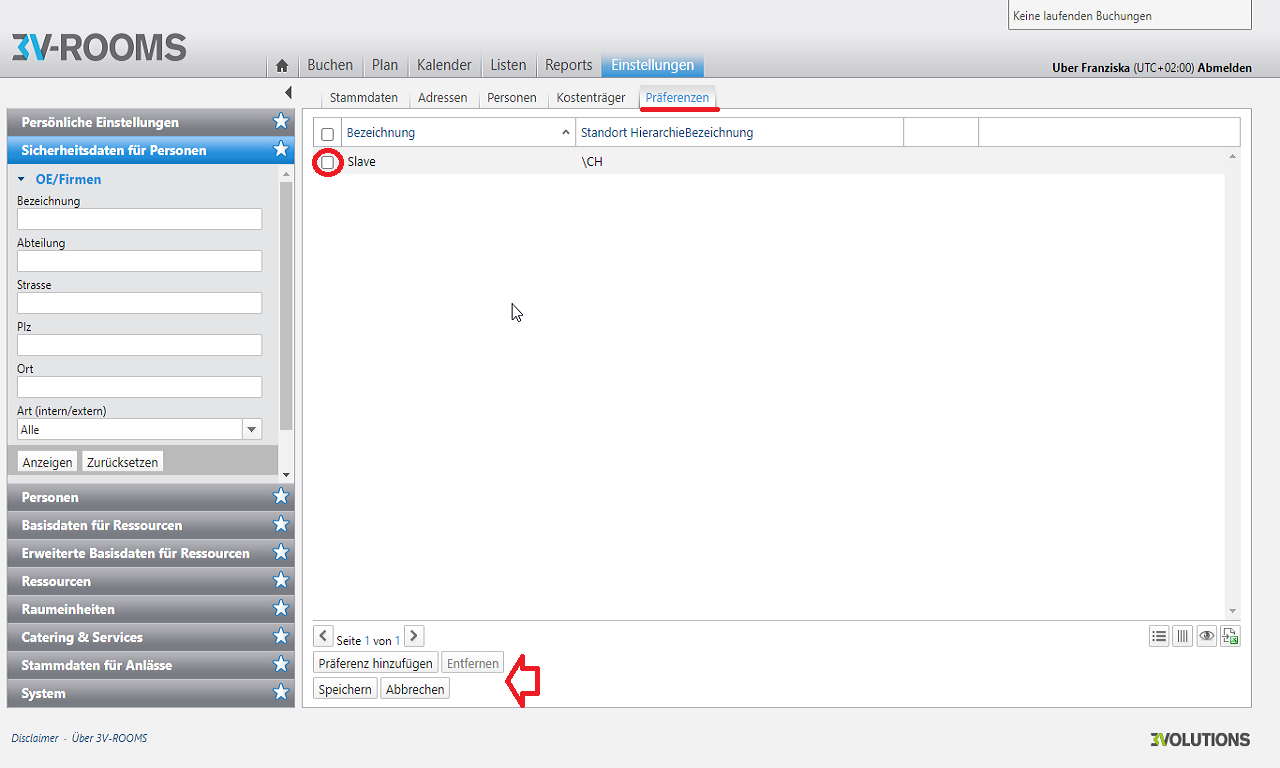 Keine laufenden Buchungen
3V-ROOMS
Buchen Plan Kalender Listen Reports Einstellungen
Uber Franziska (UTC+02:00) Abmelden
Stammdaten Adressen Personen Kostenträger Präferenzen
Persönliche Einstellungen
Sicherheitsdaten für Personen
OE/Firmen
Bezeichnung
Abteilung
Strasse
Plz
Ort
Art (intern/extern)
Alle
Anzeigen Zurücksetzen
Personen
Basisdaten für Ressourcen
Erweiterte Basisdaten für Ressourcen
Ressourcen
Raumeinheiten
Catering & Services
Stammdaten für Anlässe
System
Bezeichnung Standort HierarchieBezeichnung
Slave \CH
Seite 1 von 1
Präferenz hinzufügen Entfernen
Speichern Abbrechen
Disclaimer - Über 3V-ROOMS
3VOLUTIONS